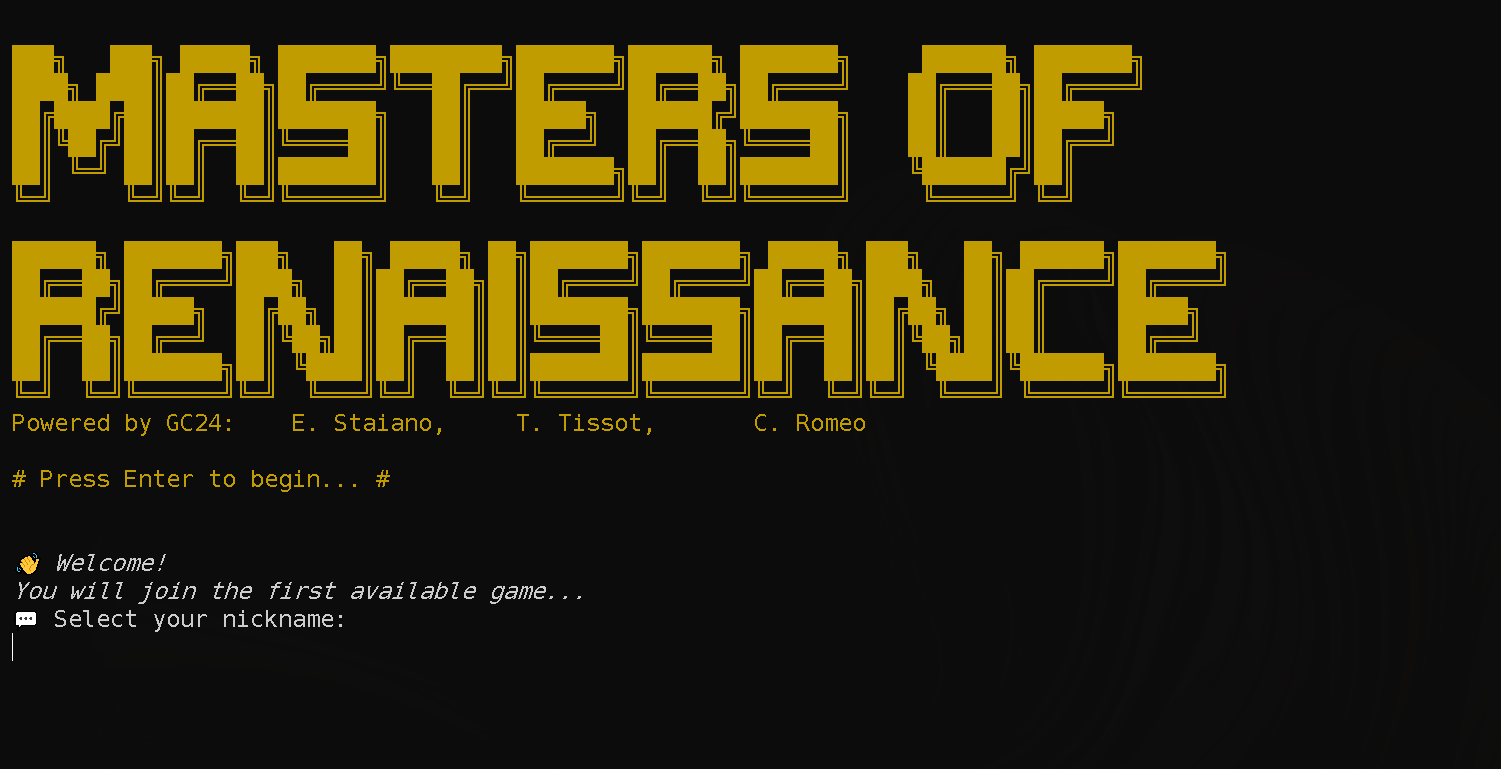 MASTERS OF
RENAISSANCE
Powered by GC24:    E. Staiano,     T. Tissot,       C. Romeo
# Press Enter to begin... #
👋 Welcome!
You will join the first available game...
💬 Select your nickname: